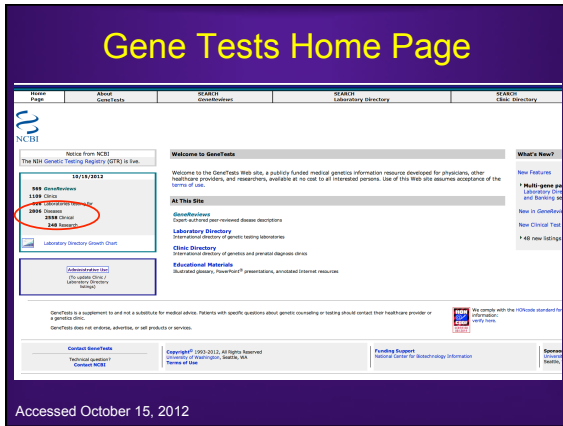 Gene Tests Home Page
Home Page
About GeneTests
SEARCH GeneReviews
SEARCH Laboratory Directory
SEARCH Clinic Directory
NCBI
Notice from NCBI
The NIH Genetic Testing Registry (GTR) is live.
10/15/2012
569 GeneReviews
1109 Clinics
Laboratories testing for
2806 Diseases
2558 Clinical
248 Research
Laboratory Directory Growth Chart
Administrative Use
(To update Clinic /
Laboratory Directory
listings)
Welcome to GeneTests
Welcome to the GeneTests Web site, a publicly funded medical genetics information resource developed for physicians, other
healthcare providers, and researchers, available at no cost to all interested persons. Use of this Web site assumes acceptance of the
terms of use.
At This Site
GeneReviews
Expert-authored peer-reviewed disease descriptions
Laboratory Directory
International directory of genetic testing laboratories
Clinic Directory
International directory of genetics and prenatal diagnosis clinics
Educational Materials
Illustrated glossary, PowerPoint® presentations, annotated Internet resources
What's New?
New Features
Multi-gene pa
Laboratory Dire
and Banking se
New in GeneRevi
New Clinical Test
48 new listings
GeneTests is a supplement to and not a substitute for medical advice. Patients with specific questions about genetic counseling or testing should contact their healthcare provider or
a genetics clinic.
GeneTests does not endorse, advertise, or sell products or services.
We comply with the HONcode standard for
information:
verify here.
Contact GeneTests
Technical question?
Contact NCBI
Copyright© 1993-2012, All Rights Reserved
University of Washington, Seattle, WA
Terms of Use
Funding Support
National Center for Biotechnology Information
Sponso
Universi
Seattle,
Accessed October 15, 2012